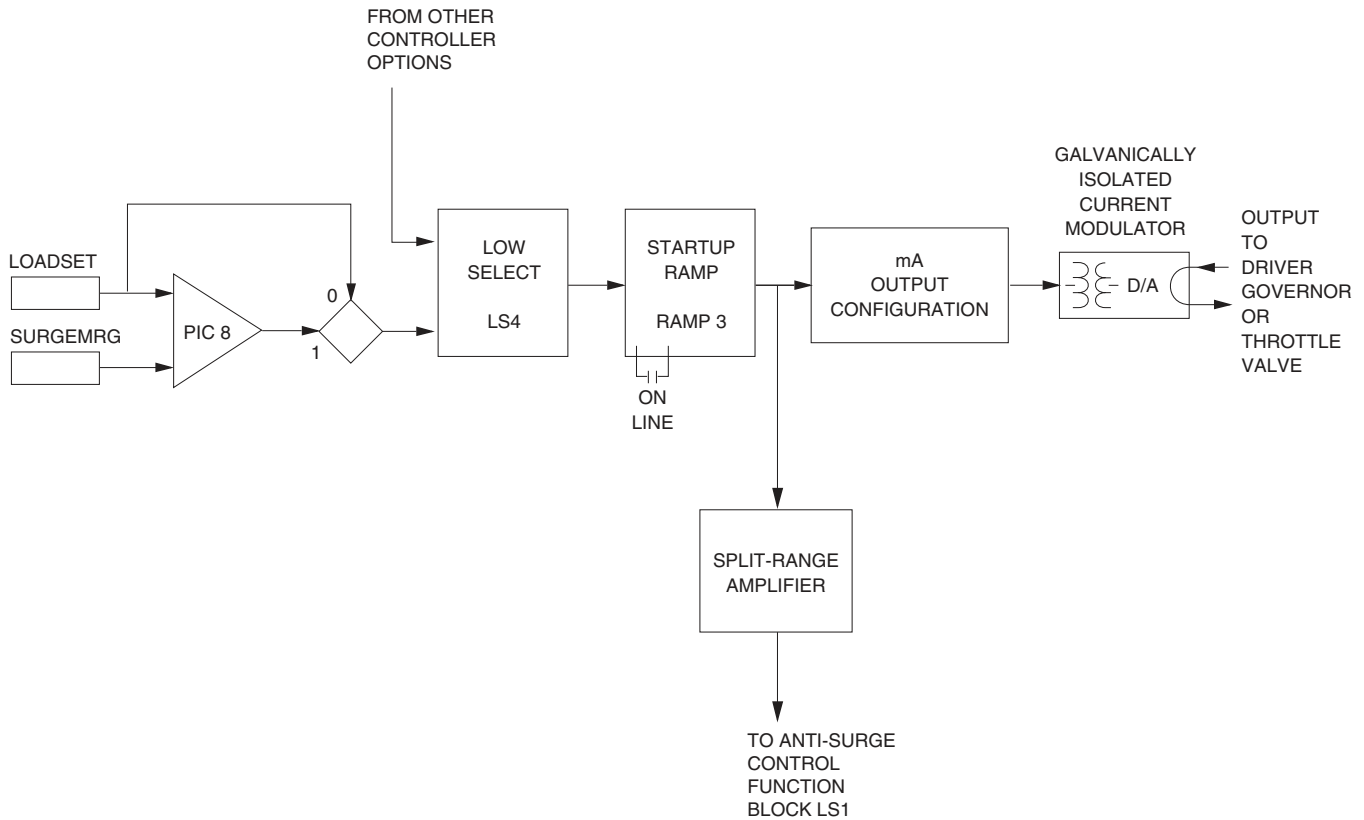 FROM OTHER
CONTROLLER
OPTIONS
GALVANICALLY
ISOLATED
CURRENT
MODULATOR
LOADSET
SURGEMRG
PIC 8
0
1
LOW
SELECT
LS4
STARTUP
RAMP
RAMP 3
ON
LINE
mA
OUTPUT
CONFIGURATION
D/A
OUTPUT
TO
DRIVER
GOVERNOR
OR
THROTTLE
VALVE
SPLIT-RANGE
AMPLIFIER
TO ANTI-SURGE
CONTROL
FUNCTION
BLOCK LS1